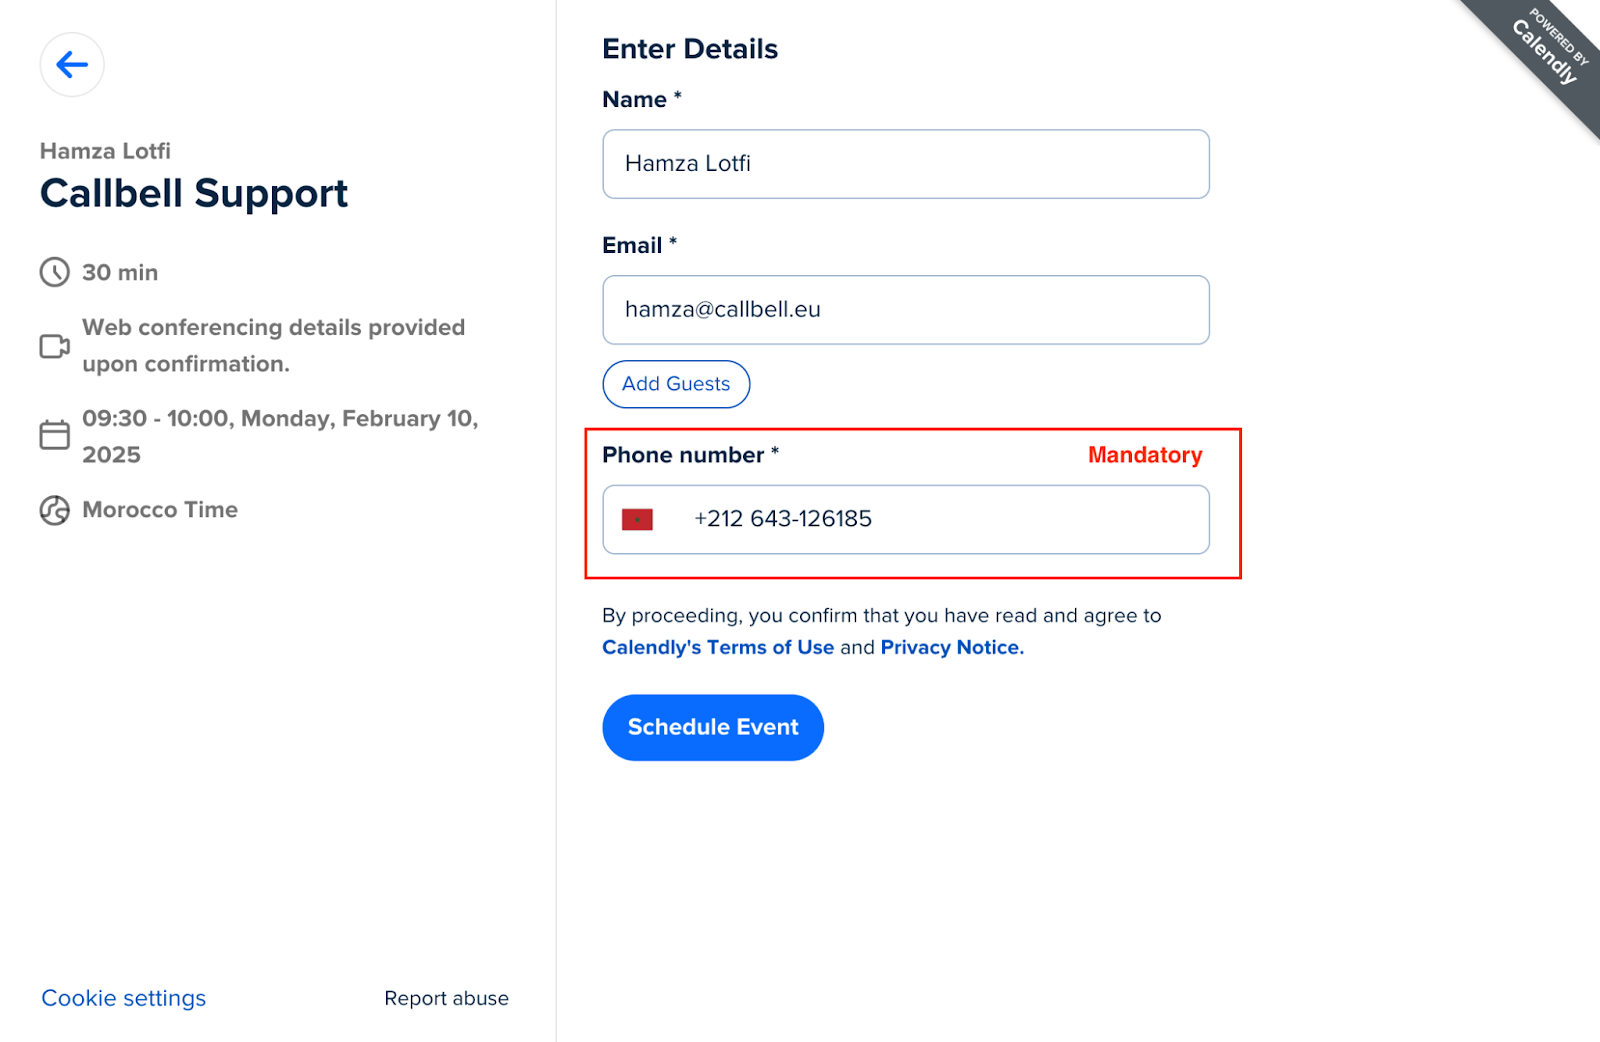 Hamza Lotfi
Callbell Support
30 min
Web conferencing details provided
upon confirmation.
09:30 - 10:00, Monday, February 10,
2025
Morocco Time
Cookie settings
Report abuse
Enter Details
Name *
Hamza Lotfi
Email *
hamza@callbell.eu
Add Guests
Phone number *
Mandatory
+212 643-126185
By proceeding, you confirm that you have read and agree to
Calendly's Terms of Use and Privacy Notice.
Schedule Event
POWERED BY
Calendly